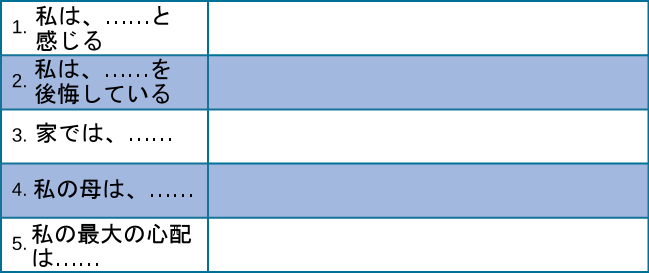 1. 私は、……と
感じる
2. 私は、……を
後悔している
3. 家では、……
4. 私の母は、……
5. 私の最大の心配
は……